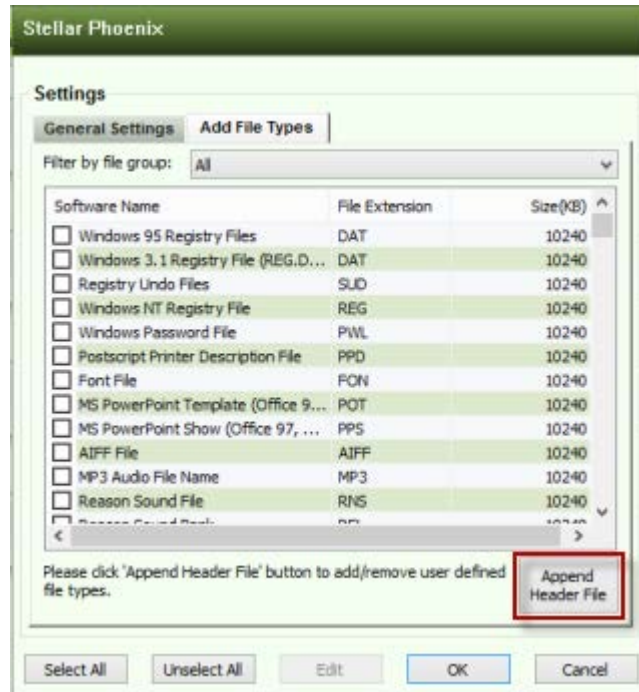 Stellar Phoenix
Settings
General Settings Add File Types
Filter by file group: All
Software Name File Extension Size(KB)
Windows 95 Registry Files DAT 10240
Windows 3.1 Registry File (REG.D... DAT 10240
Registry Undo Files SUD 10240
Windows NT Registry File REG 10240
Windows Password File PWL 10240
Postscript Printer Description File PPD 10240
Font File FON 10240
MS PowerPoint Template (Office 9... POT 10240
MS PowerPoint Show (Office 97, ... PPS 10240
AIFF File AIFF 10240
MP3 Audio File Name MP3 10240
Reason Sound File RNS 10240
Please click 'Append Header File' button to add/remove user defined
file types.
Append
Header File
Select All Unselect All Edit OK Cancel